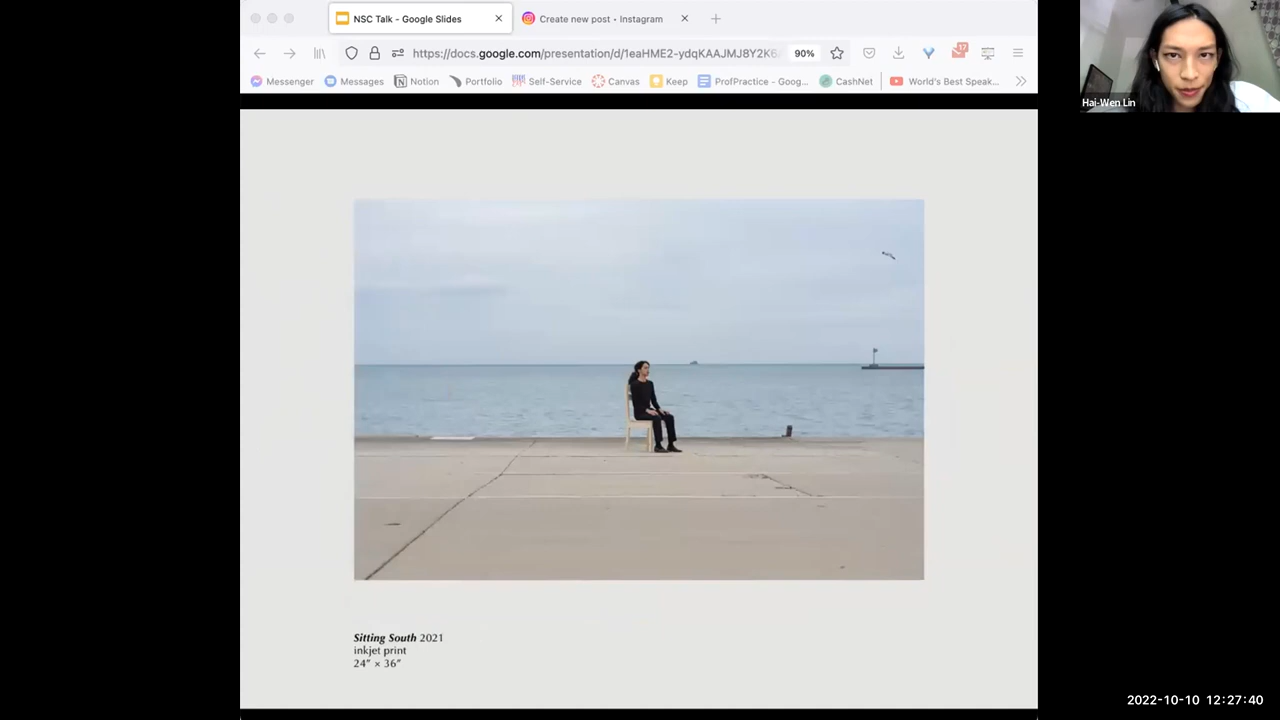 NSC Talk - Google Slides
Create new post • Instagram
https://docs.google.com/presentation/d/1eaHME2-ydqKAAJMJ8Y2K6
90%
17
Messenger
Messages
Notion
Portfolio
Self-Service
Canvas
Keep
ProfPractice - Goog...
CashNet
World's Best Speak...
Hai-Wen Lin
Sitting South 2021
inkjet print
24" × 36"
2022-10-10 12:27:40